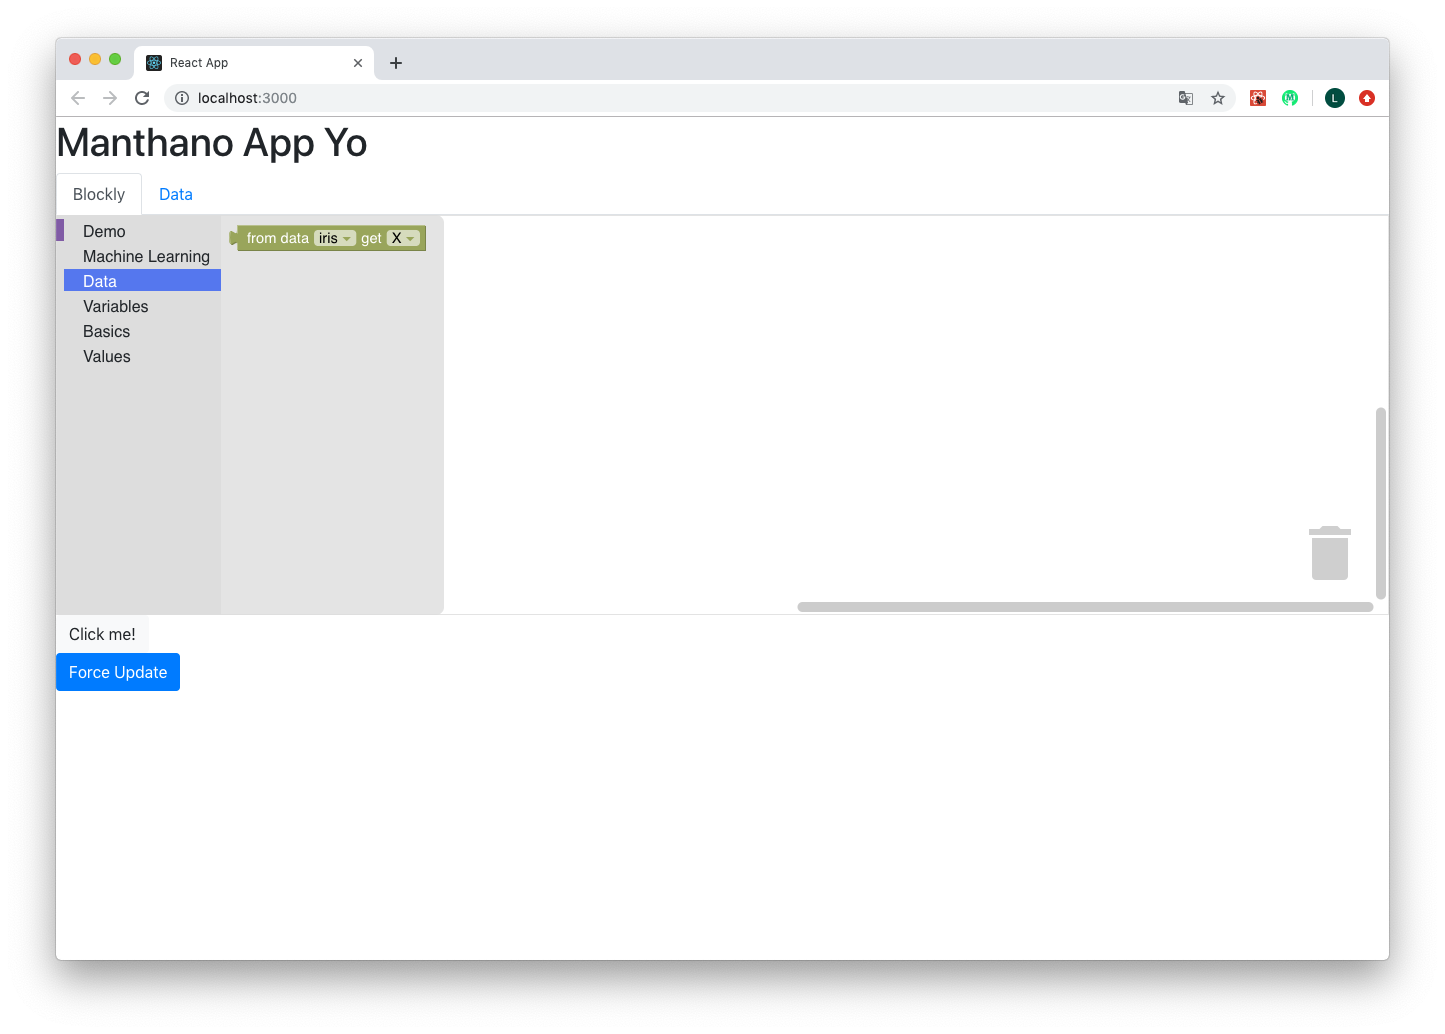 React App
localhost:3000
L
Manthano App Yo
Blockly Data
Demo
Machine Learning
Data
Variables
Basics
Values
from data iris get X
Click me!
Force Update